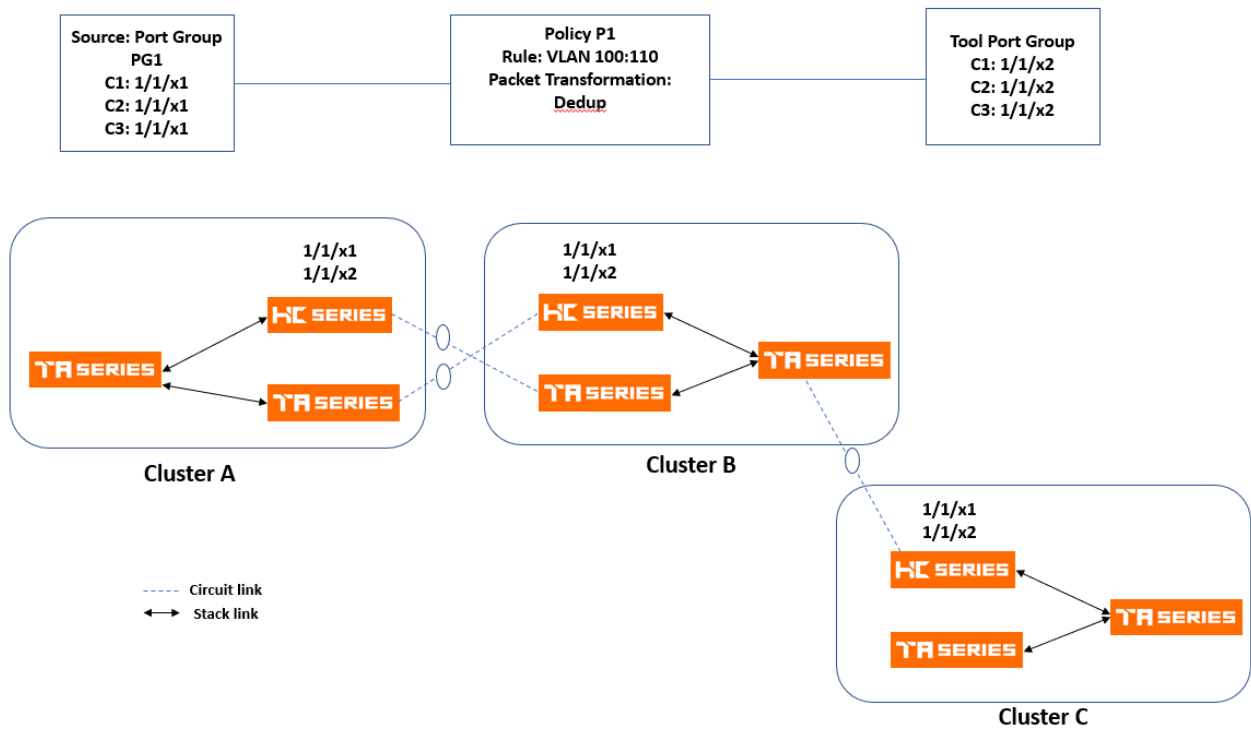 Source: Port Group
PG1
C1: 1/1/x1
C2: 1/1/x1
C3: 1/1/x1
Policy P1
Rule: VLAN 100:110
Packet Transformation:
Dedup
Tool Port Group
C1: 1/1/x2
C2: 1/1/x2
C3: 1/1/x2
1/1/x1
1/1/x2
HC SERIES
TA SERIES
TA SERIES
Cluster A
1/1/x1
1/1/x2
HC SERIES
TA SERIES
TA SERIES
Cluster B
1/1/x1
1/1/x2
HC SERIES
TA SERIES
TA SERIES
Cluster C
Circuit link
Stack link